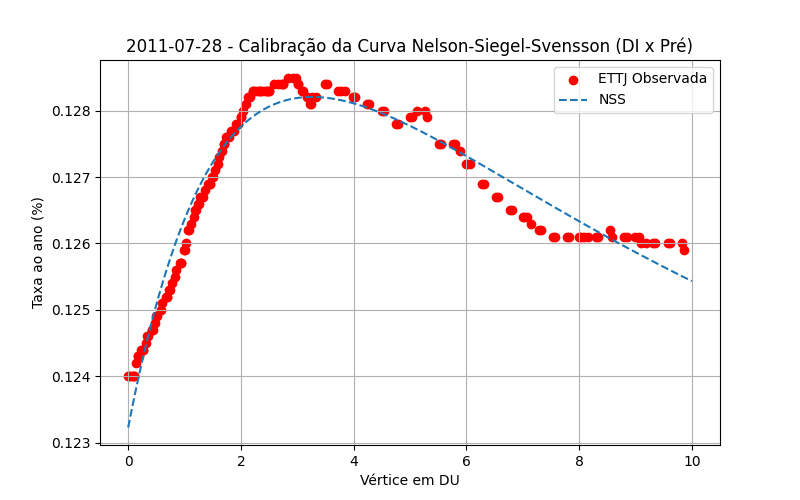 2011-07-28 - Calibração da Curva Nelson-Siegel-Svensson (DI x Pré)
ETTJ Observada
NSS
Taxa ao ano (%)
0.128
0.127
0.126
0.125
0.124
0.123
0
2
4
6
8
10
Vértice em DU